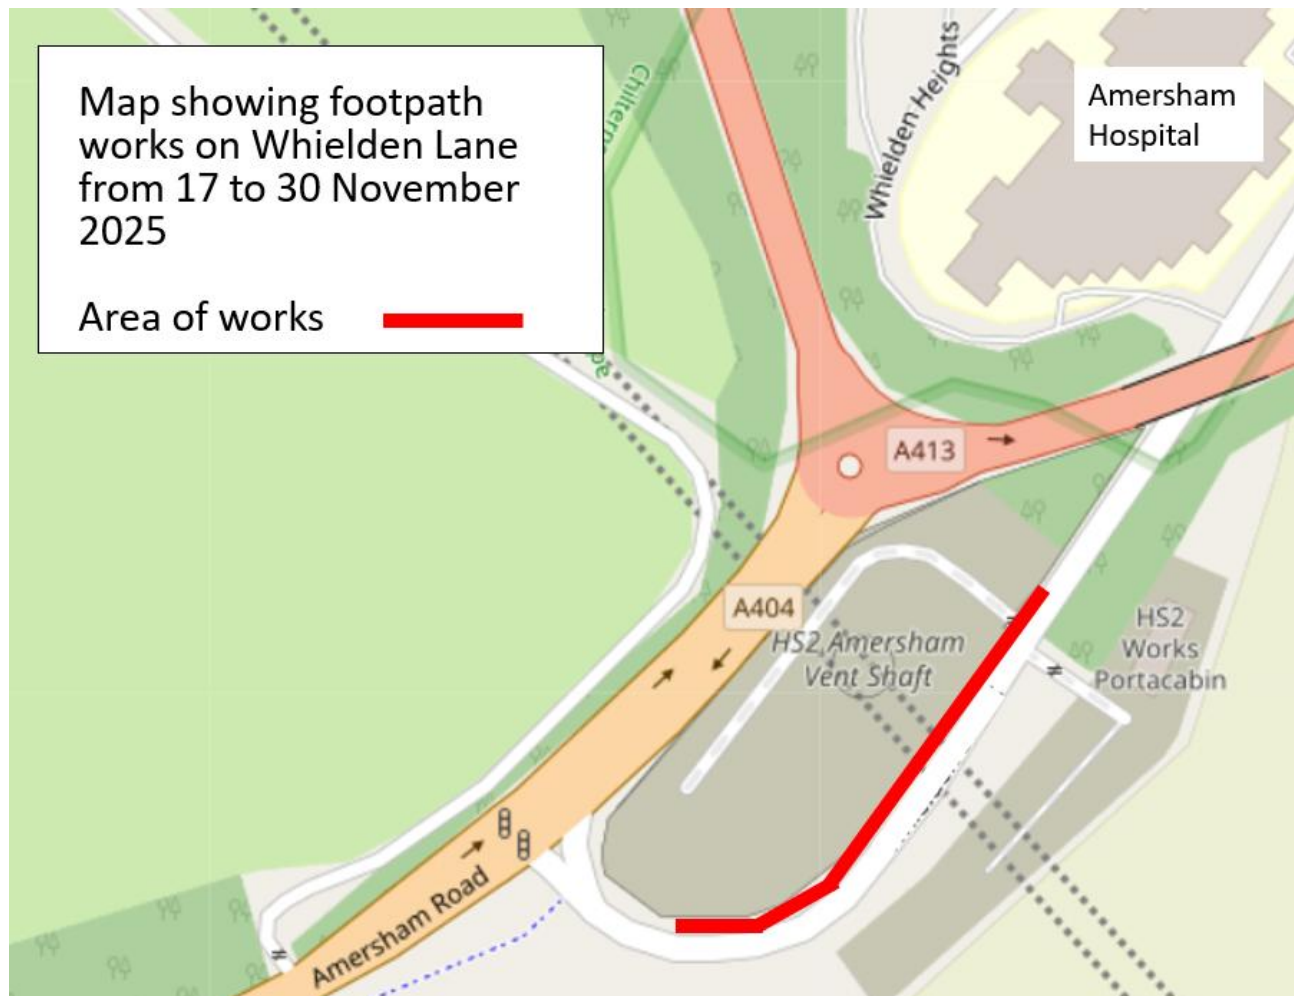 Map showing footpath
works on Whielden Lane
from 17 to 30 November
2025
Area of works
Whielden Heights
Amersham
Hospital
A413
A404
HS2 Amersham
Vent Shaft
HS2
Works
Portacabin
Amersham Road